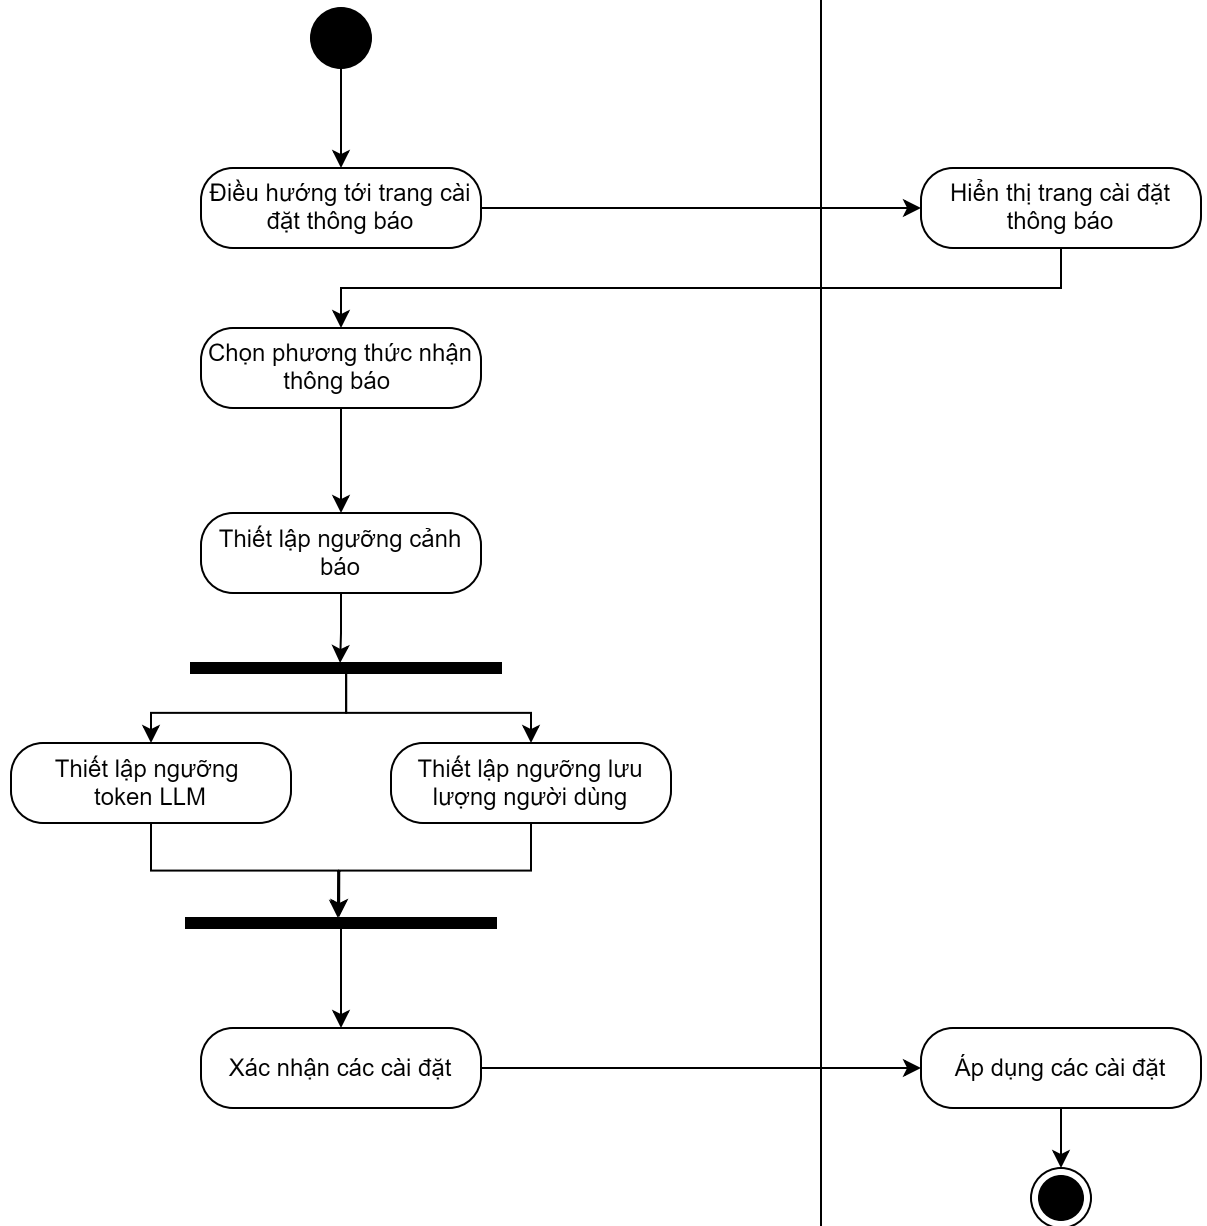 Điều hướng tới trang cài
đặt thông báo
Hiển thị trang cài đặt
thông báo
Chọn phương thức nhận
thông báo
Thiết lập ngưỡng cảnh
báo
Thiết lập ngưỡng
token LLM
Thiết lập ngưỡng lưu
lượng người dùng
Xác nhận các cài đặt
Áp dụng các cài đặt